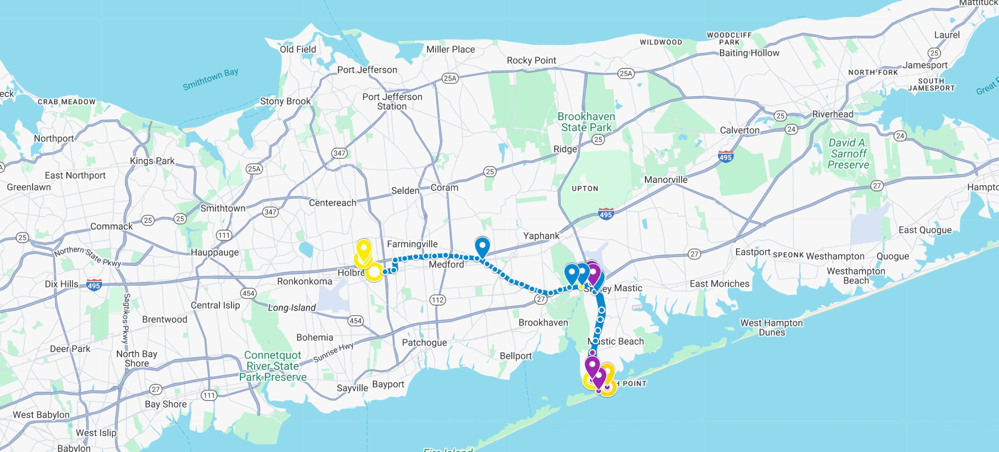 Mattituck
Laurel
WOODCLIFF
PARK
WILDWOOD
Old Field
Miller Place
Baiting Hollow
25
Rocky Point
Jamesport
Port Jefferson
NORTH FORK
25A
25A
Smithtown Bay
SOUTH
JAMESPORT
Great
eck
Port Jefferson
Station
CRAB MEADOW
Stony Brook
Riverhead
25
Brookhaven
State Park
Calverton
24
24
Northport
25
David A.
Sarnoff
Preserve
Ridge
347
495
Kings Park
25A
25
East Northport
Manorville
27
Greenlawn
Selden
Coram
UPTON
Hampto
Centereach
Smithtown
347
495
25
25
Commack
East Quogue
111
Yaphank
25
Farmingville
Northern State Pkwy
Hauppauge
27
Eastport
SPEONK
Westhampton
Quogue
Medford
Holbro
Westhampton
Beach
Ronkonkoma
Dix Hills
495
East Moriches
Mastic
454
27
112
Sagtikos Pkwy
Central Islip
Long Island
Brentwood
454
Brookhaven
West Hampton
Dunes
Bohemia
Mastic Beach
Patchogue
Deer Park
Sunrise Hwy
North Bay
Shore
Bellport
Connetquot
River State
Park Preserve
Sayville
Bayport
H POINT
27
111
Bay Shore
West Babylon
West Islip
Babylon
Fire Island